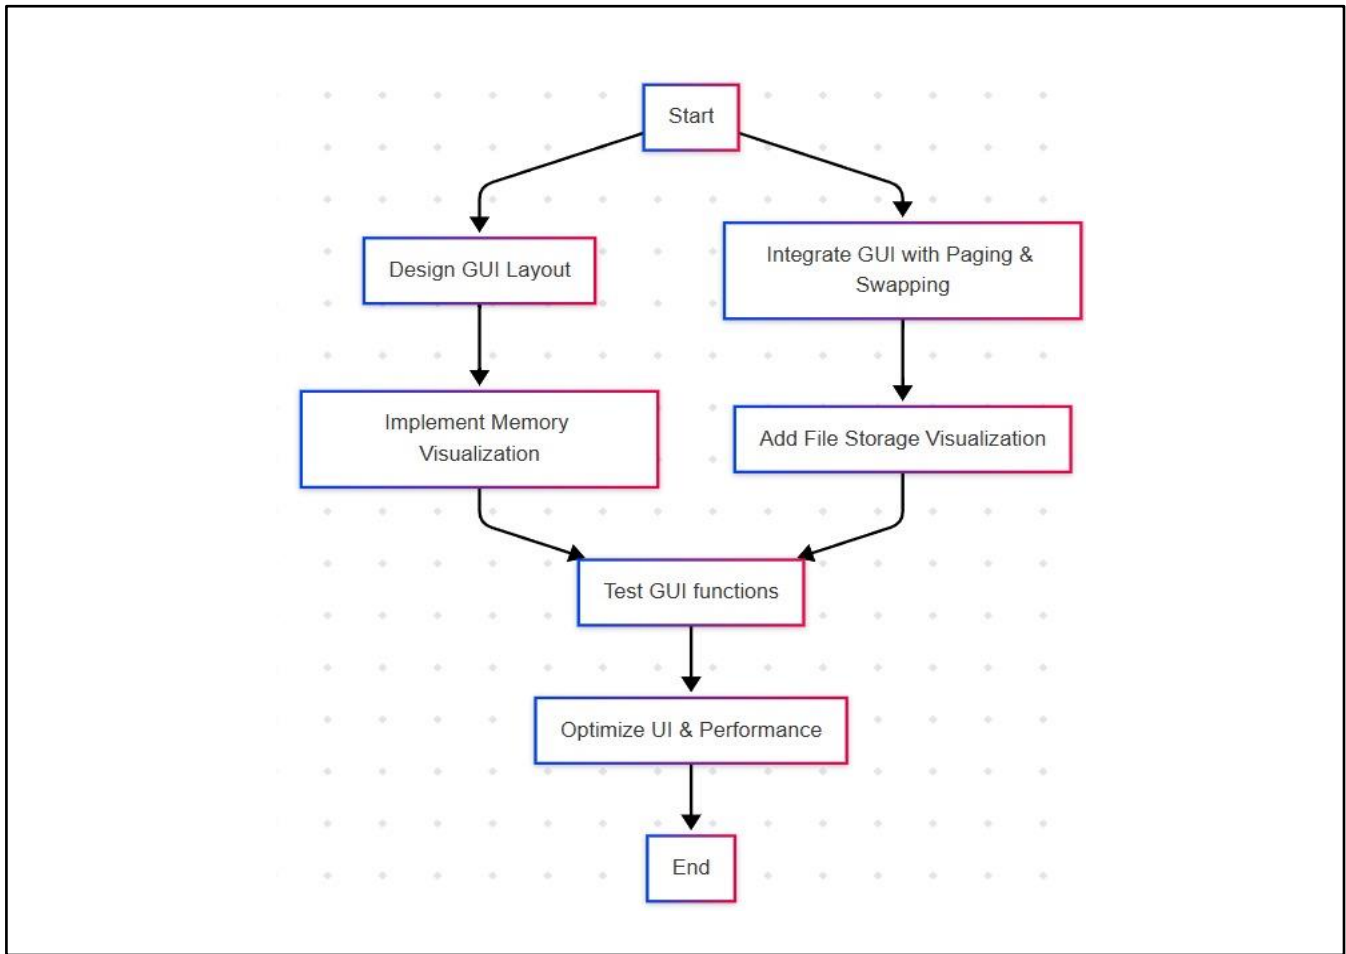 Start
Design GUI Layout
Integrate GUI with Paging &
Swapping
Implement Memory
Visualization
Add File Storage Visualization
Test GUI functions
Optimize UI & Performance
End